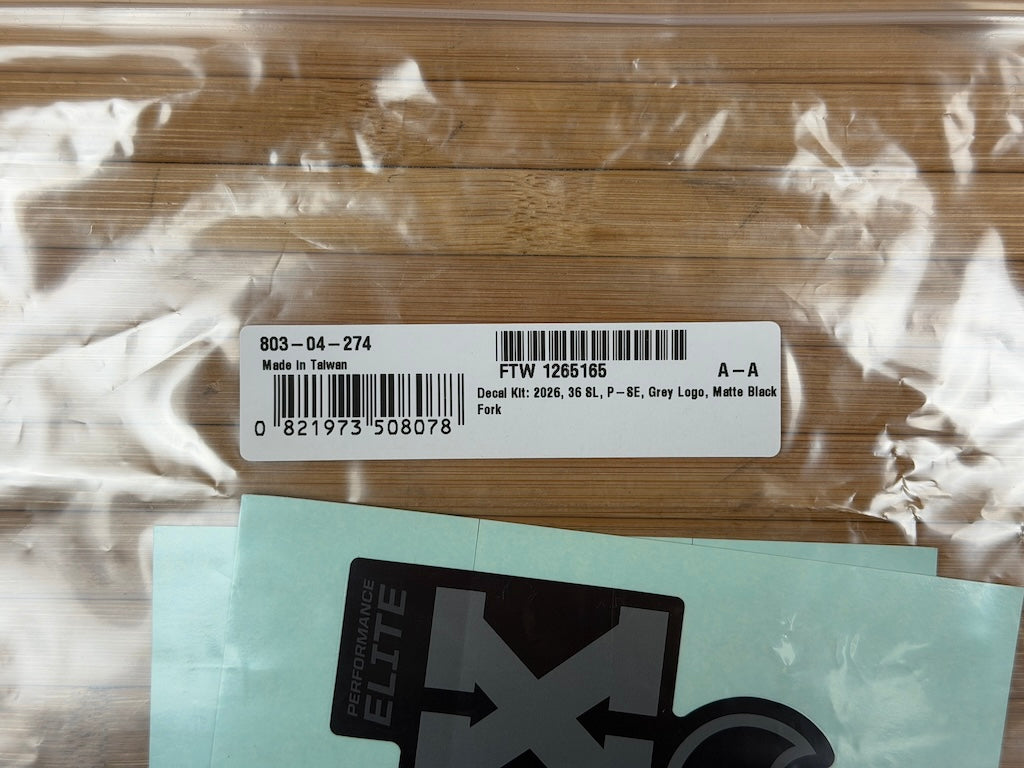 803-04-274
Made in Taiwan
0 821973 508078
FTW 1265165
A-A
Decal Kit: 2026, 36 SL, P-SE, Grey Logo, Matte Black
Fork
PERFORMANCE
ELITE